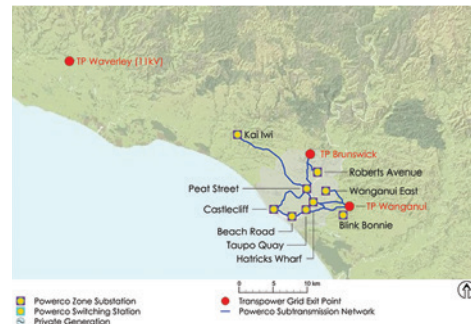 TP Waverley (11kV)
Kai Iwi
TP Brunswick
Roberts Avenue
Peat Street
Wanganui East
Castlecliff
TP Wanganui
Blink Bonnie
Beach Road
Taupo Quay
Hatricks Wharf
0 5 10 km
Powerco Zone Substation
Powerco Switching Station
Private Generation
Transpower Grid Exit Point
Powerco Subtransmission Network